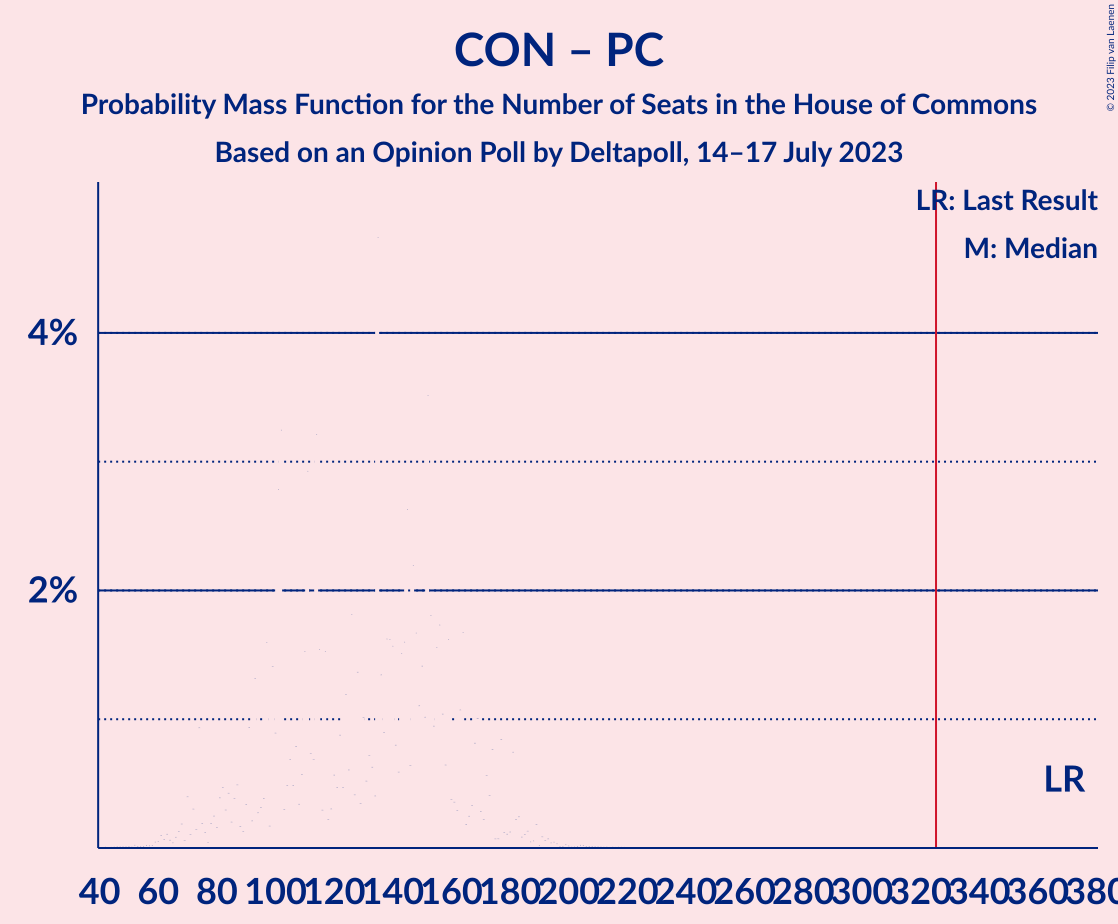 CON – PC
Probability Mass Function for the Number of Seats in the House of Commons
Based on an Opinion Poll by Deltapoll, 14–17 July 2023
© 2023 Filip van Laenen
LR: Last Result
M: Median
4%
2%
LR
40 60 80 100 120 140 160 180 200 220 240 260 280 300 320 340 360 380